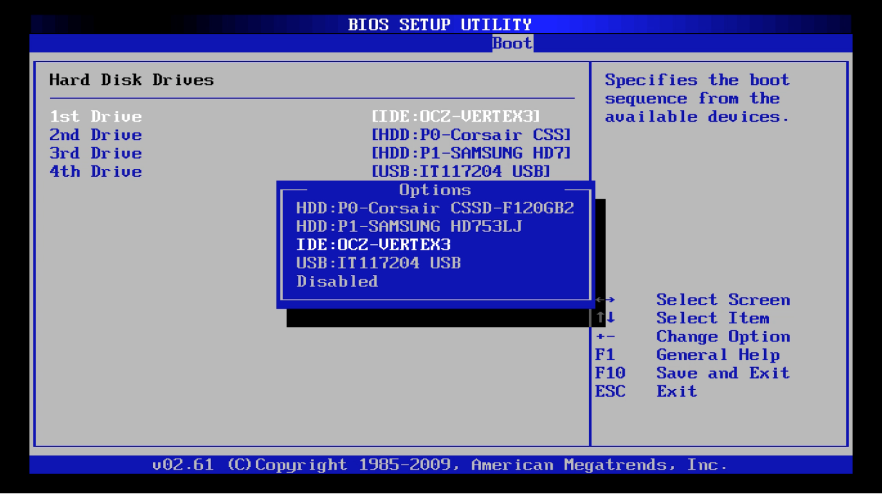 BIOS SETUP UTILITY
Boot
Hard Disk Drives
1st Drive [IDE:OCZ-VERTEX3]
2nd Drive [HDD:P0-Corsair CSS]
3rd Drive [HDD:P1-SAMSUNG HD7]
4th Drive [USB:IT117204 USB]
Options
HDD:P0-Corsair CSSD-F120GB2
HDD:P1-SAMSUNG HD753LJ
IDE:OCZ-VERTEX3
USB:IT117204 USB
Disabled
Specifies the boot
sequence from the
available devices.
←→ Select Screen
↑↓ Select Item
+- Change Option
F1 General Help
F10 Save and Exit
ESC Exit
v02.61 (C)Copyright 1985-2009, American Megatrends, Inc.